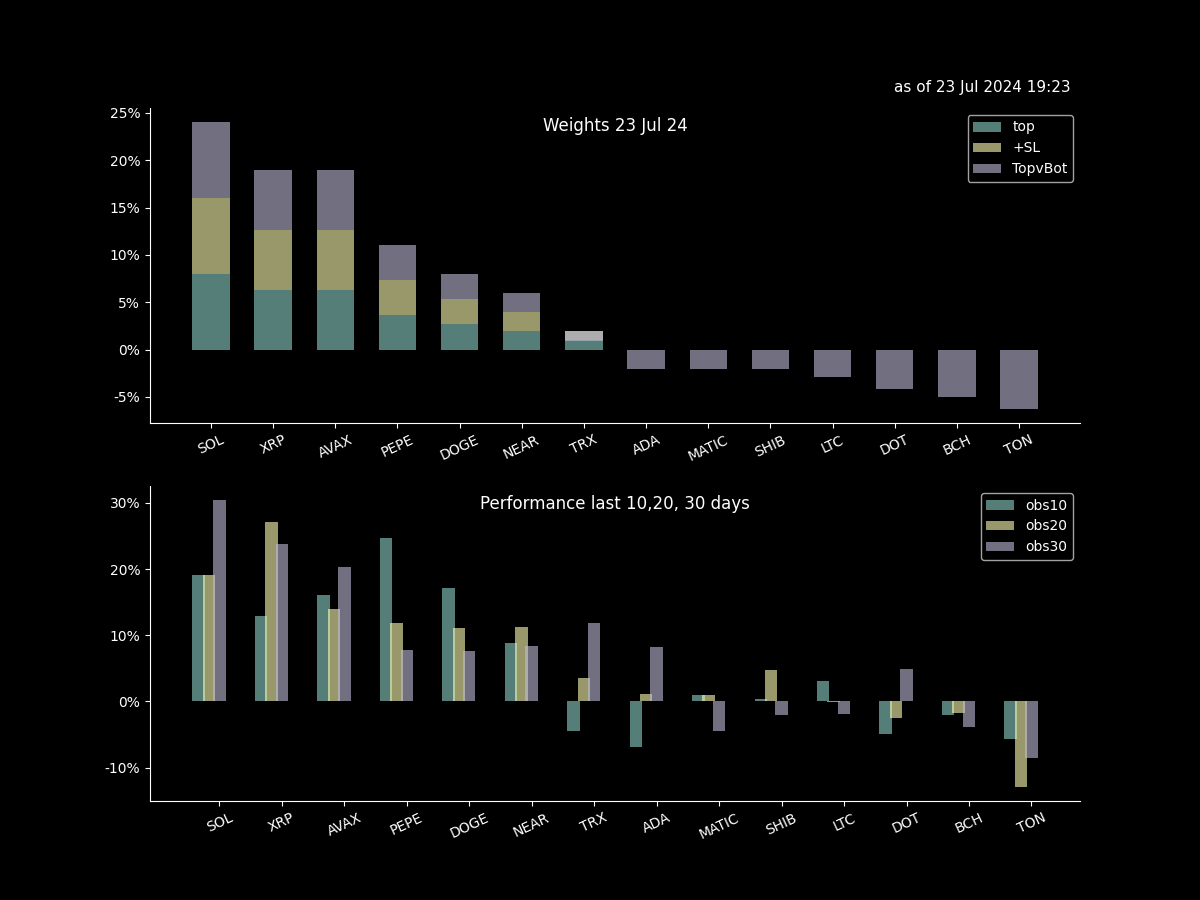 as of 23 Jul 2024 19:23
Weights 23 Jul 24
top
+SL
TopvBot
25%
20%
15%
10%
5%
0%
-5%
SOL XRP AVAX PEPE DOGE NEAR TRX ADA MATIC SHIB LTC DOT BCH TON
Performance last 10,20, 30 days
obs10
obs20
obs30
30%
20%
10%
0%
-10%
SOL XRP AVAX PEPE DOGE NEAR TRX ADA MATIC SHIB LTC DOT BCH TON